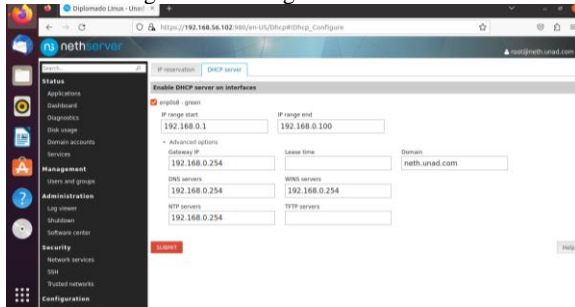 Diplomado Linux - Unad
https://192.168.56.102:980/en-US/Dhcp#!Dhcp_Configure
nethserver
root@neth.unad.com
Search...
IP reservation DHCP server
Status
Applications
Dashboard
Diagnostics
Disk usage
Domain accounts
Services
Management
Users and groups
Administration
Log viewer
Shutdown
Software center
Security
Network services
SSH
Trusted networks
Configuration
Enable DHCP server on interfaces
enp0s8 - green
IP range start IP range end
192.168.0.1 192.168.0.100
Advanced options
Gateway IP Lease time Domain
192.168.0.254 neth.unad.com
DNS servers WINS servers
192.168.0.254 192.168.0.254
NTP servers TFTP servers
192.168.0.254
SUBMIT Help